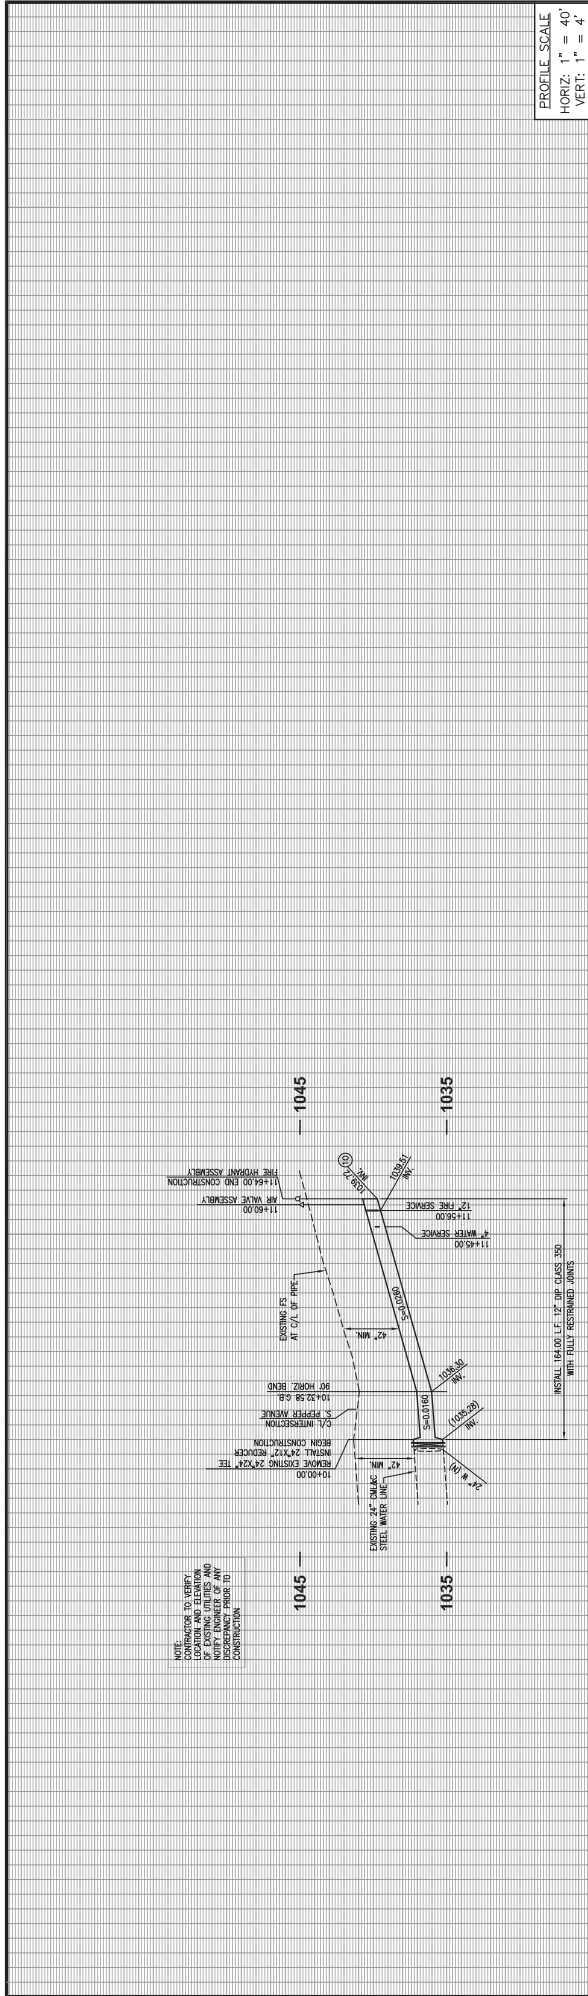 PROFILE SCALE
HORIZ: 1" = 40'
VERT: 1" = 4'
NOTE:
CONTRACTOR TO VERIFY
LOCATION AND ELEVATION
OF EXISTING UTILITIES AND
NOTIFY ENGINEER OF ANY
DISCREPANCY PRIOR TO
CONSTRUCTION
1045
1035
1045
1035
10+00.00
REMOVE EXISTING 24"X24" TEE
INSTALL 24"X12" REDUCER
BEGIN CONSTRUCTION
C/L INTERSECTION
S. PEPPER AVENUE
10+32.58 G.B.
90° HORIZ. BEND
EXISTING FS
AT C/L OF PIPE
11+60.00
AIR VALVE ASSEMBLY
11+64.00 END CONSTRUCTION
FIRE HYDRANT ASSEMBLY
EXISTING 24" CML&C
STEEL WATER LINE
42" MIN.
42" MIN.
24" W (N)
(1035.28)
INV.
S=0.0160
1036.30
INV.
S=0.0260
11+45.00
4" WATER SERVICE
11+56.00
12" FIRE SERVICE
1039.51
INV.
1039.72
INV.
10
INSTALL 164.00 L.F. 12" DIP CLASS 350
WITH FULLY RESTRAINED JOINTS